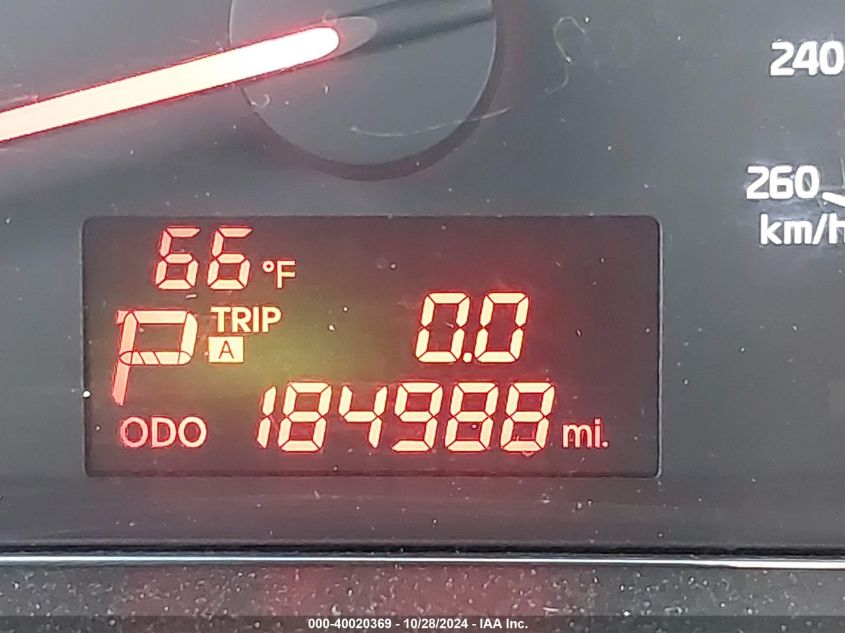 240
260
km/h
66 °F
P TRIP A 0.0
ODO 184988 mi.
000-40020369 - 10/28/2024 - IAA Inc.